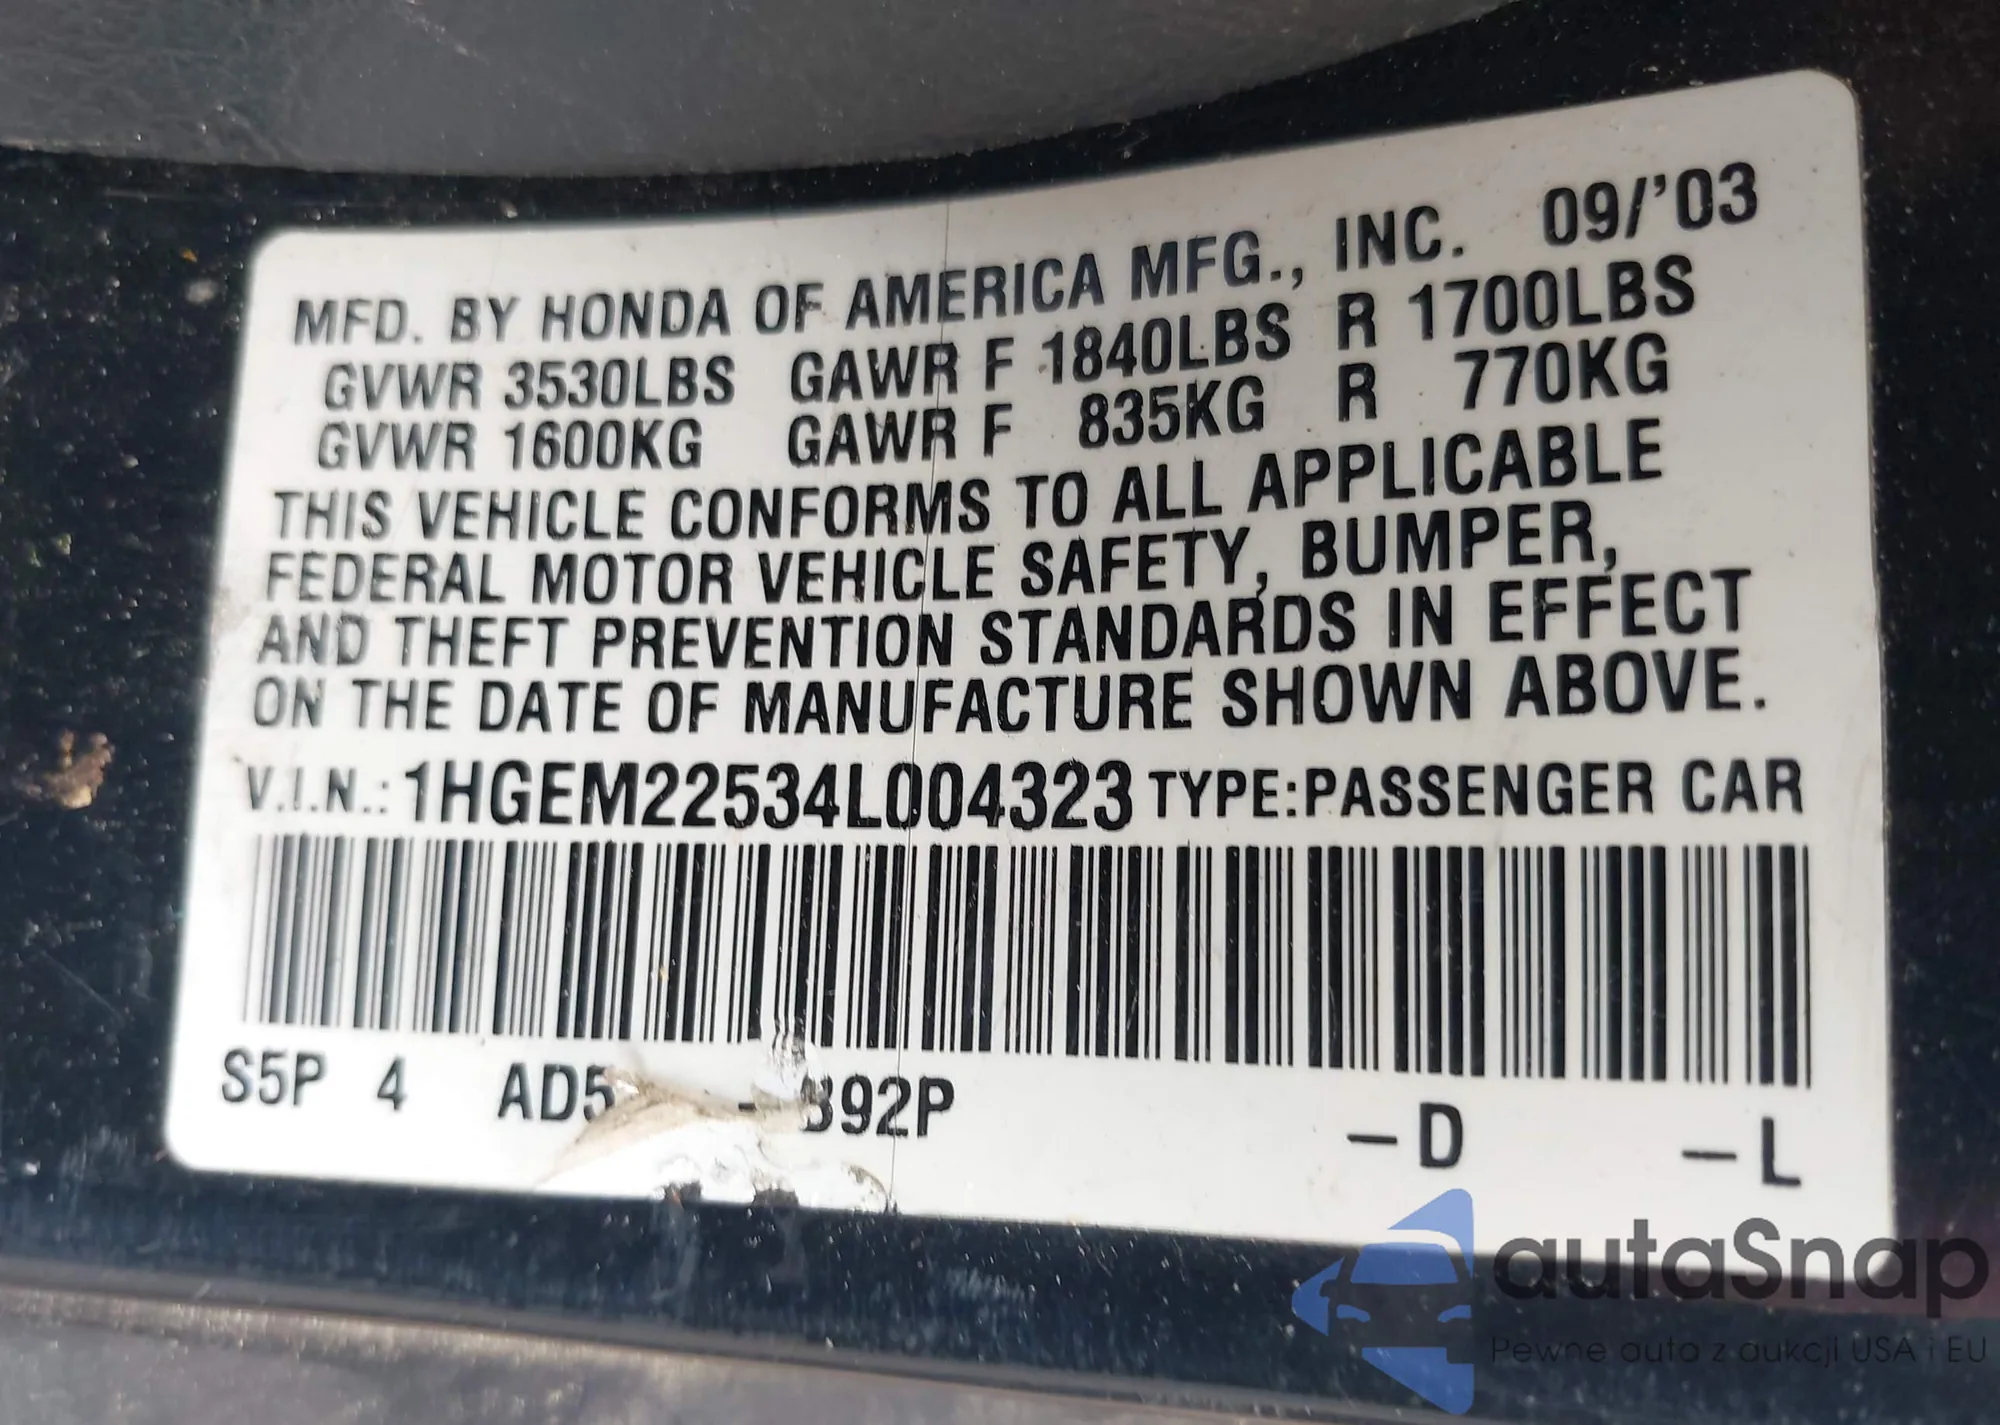 MFD. BY HONDA OF AMERICA MFG., INC. 09/'03
GVWR 3530LBS GAWR F 1840LBS R 1700LBS
GVWR 1600KG GAWR F 835KG R 770KG
THIS VEHICLE CONFORMS TO ALL APPLICABLE
FEDERAL MOTOR VEHICLE SAFETY, BUMPER,
AND THEFT PREVENTION STANDARDS IN EFFECT
ON THE DATE OF MANUFACTURE SHOWN ABOVE.
V.I.N.: 1HGEM22534L004323 TYPE:PASSENGER CAR
S5P 4 AD5 -D -L
autaSnap
Pewne auta z aukcji USA i EU